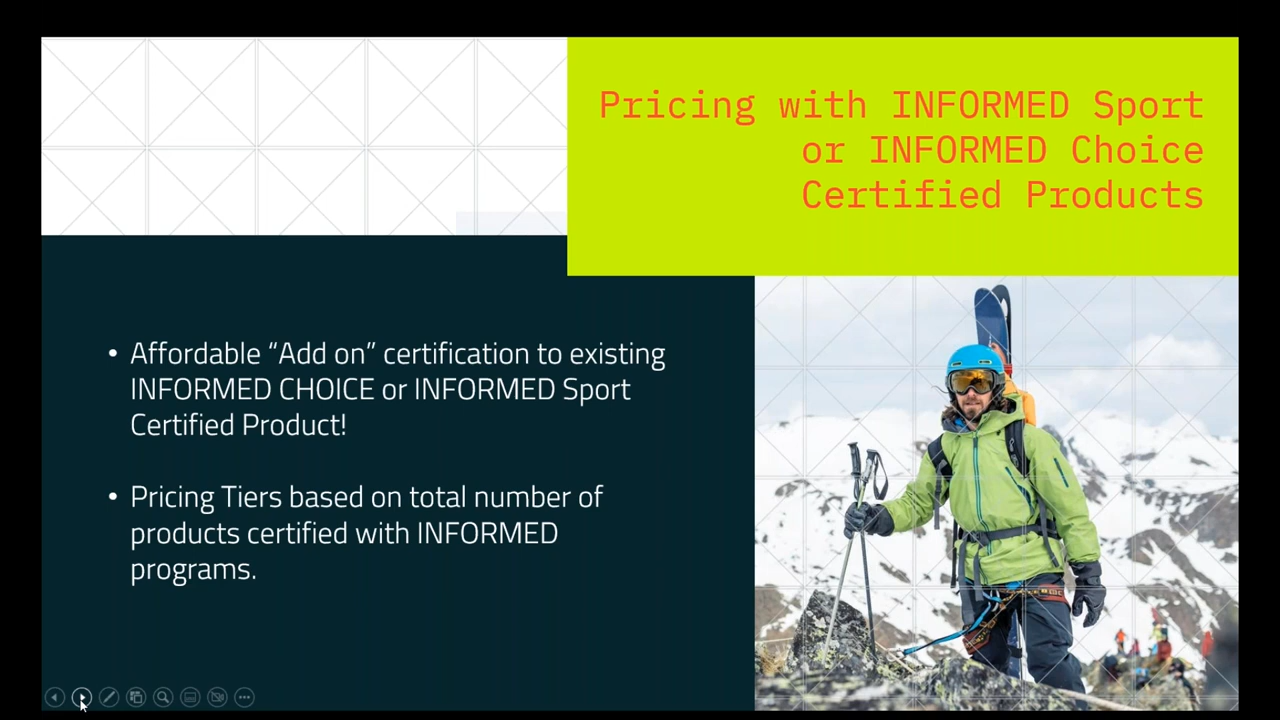 Pricing with INFORMED Sport
or INFORMED Choice
Certified Products
• Affordable “Add on” certification to existing
INFORMED CHOICE or INFORMED Sport
Certified Product!
• Pricing Tiers based on total number of
products certified with INFORMED
programs.